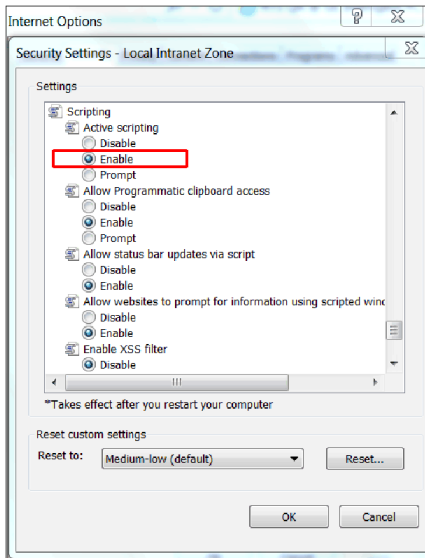 Internet Options
Security Settings - Local Intranet Zone
Settings
Scripting
Active scripting
Disable
Enable
Prompt
Allow Programmatic clipboard access
Disable
Enable
Prompt
Allow status bar updates via script
Disable
Enable
Allow websites to prompt for information using scripted winc
Disable
Enable
Enable XSS filter
Disable
*Takes effect after you restart your computer
Reset custom settings
Reset to: Medium-low (default) Reset...
OK Cancel